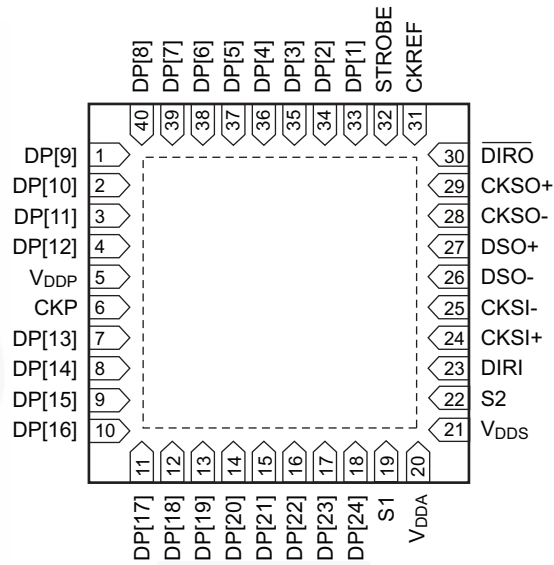 DP[8] DP[7] DP[6] DP[5] DP[4] DP[3] DP[2] DP[1] STROBE CKREF
40 39 38 37 36 35 34 33 32 31
DP[9] 1 30 D̅I̅R̅O̅
DP[10] 2 29 CKSO+
DP[11] 3 28 CKSO-
DP[12] 4 27 DSO+
VDDP 5 26 DSO-
CKP 6 25 CKSI-
DP[13] 7 24 CKSI+
DP[14] 8 23 DIRI
DP[15] 9 22 S2
DP[16] 10 21 VDDS
11 12 13 14 15 16 17 18 19 20
DP[17] DP[18] DP[19] DP[20] DP[21] DP[22] DP[23] DP[24] S1 VDDA